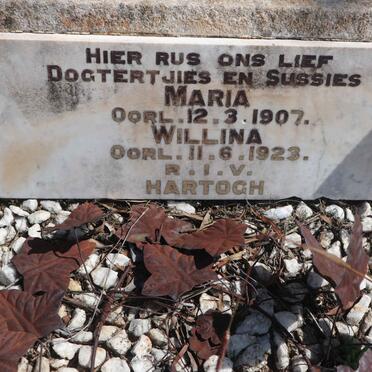 HIER RUS ONS LIEF
DOGTERTJIES EN SUSSIES
MARIA
OORL. 12. 3. 1907.
WILLINA
OORL. 11. 6. 1923.
R. I. V.
HARTOGH